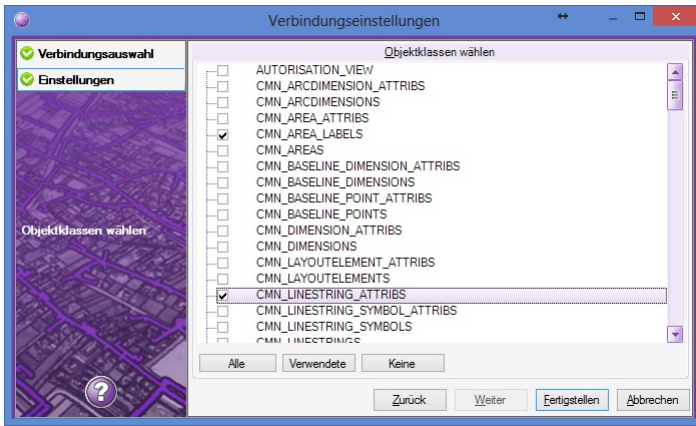 Verbindungseinstellungen
Verbindungsauswahl
Einstellungen
Objektklassen wählen
Objektklassen wählen
AUTORISATION_VIEW
CMN_ARCDIMENSION_ATTRIBS
CMN_ARCDIMENSIONS
CMN_AREA_ATTRIBS
CMN_AREA_LABELS
CMN_AREAS
CMN_BASELINE_DIMENSION_ATTRIBS
CMN_BASELINE_DIMENSIONS
CMN_BASELINE_POINT_ATTRIBS
CMN_BASELINE_POINTS
CMN_DIMENSION_ATTRIBS
CMN_DIMENSIONS
CMN_LAYOUTELEMENT_ATTRIBS
CMN_LAYOUTELEMENTS
CMN_LINESTRING_ATTRIBS
CMN_LINESTRING_SYMBOL_ATTRIBS
CMN_LINESTRING_SYMBOLS
CMN_LINESTRINGS
Alle Verwendete Keine
?
Zurück Weiter Fertigstellen Abbrechen